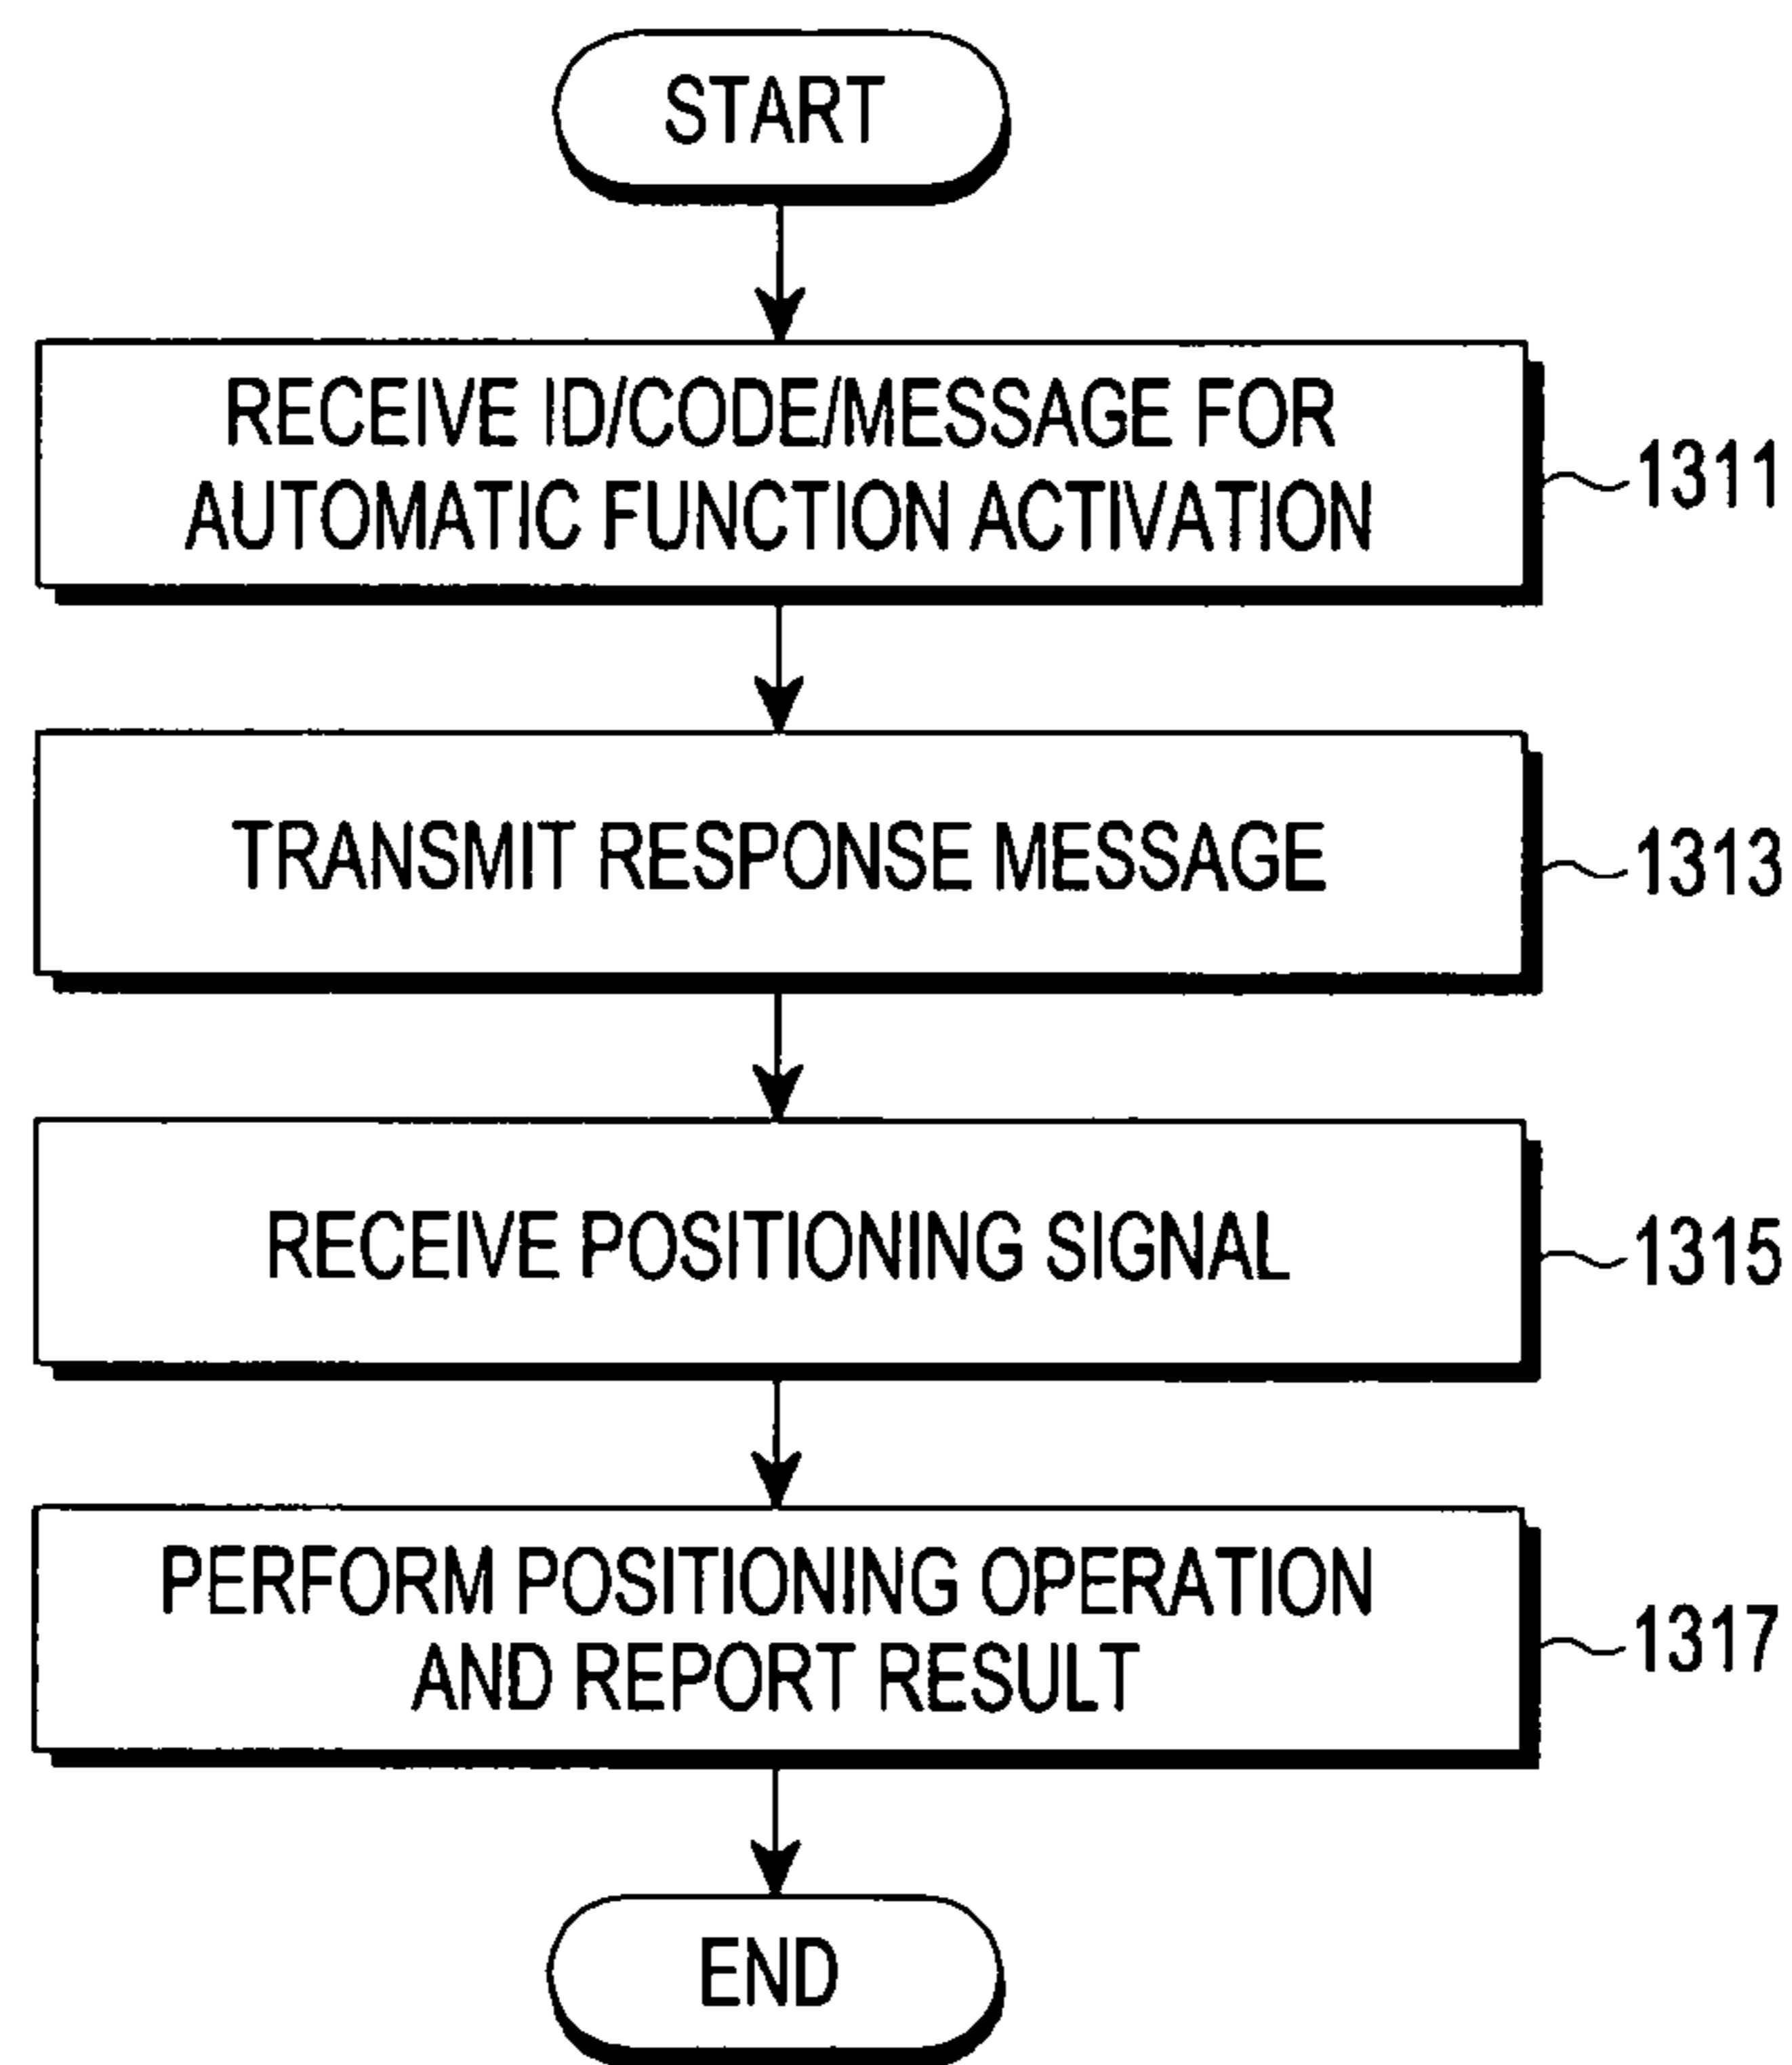 START
RECEIVE ID/CODE/MESSAGE FOR
AUTOMATIC FUNCTION ACTIVATION
1311
TRANSMIT RESPONSE MESSAGE
1313
RECEIVE POSITIONING SIGNAL
1315
PERFORM POSITIONING OPERATION
AND REPORT RESULT
1317
END